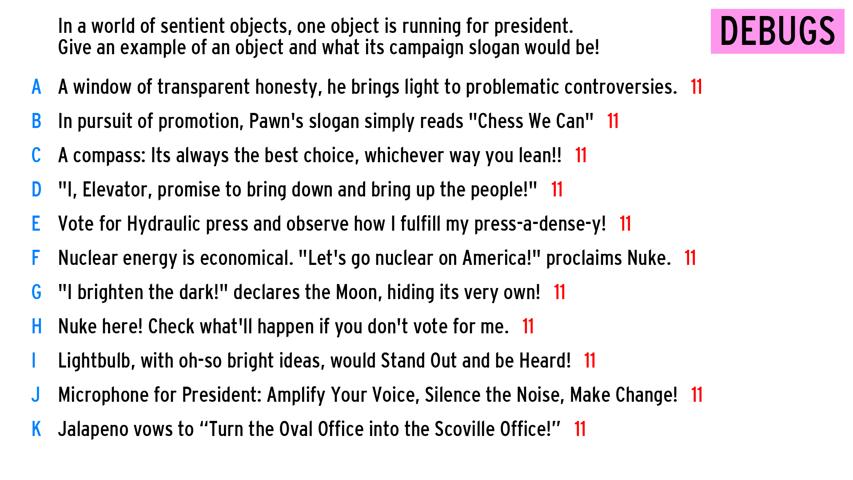 In a world of sentient objects, one object is running for president.
Give an example of an object and what its campaign slogan would be!
DEBUGS
A A window of transparent honesty, he brings light to problematic controversies. 11
B In pursuit of promotion, Pawn's slogan simply reads "Chess We Can" 11
C A compass: Its always the best choice, whichever way you lean!! 11
D "I, Elevator, promise to bring down and bring up the people!" 11
E Vote for Hydraulic press and observe how I fulfill my press-a-dense-y! 11
F Nuclear energy is economical. "Let's go nuclear on America!" proclaims Nuke. 11
G "I brighten the dark!" declares the Moon, hiding its very own! 11
H Nuke here! Check what'll happen if you don't vote for me. 11
I Lightbulb, with oh-so bright ideas, would Stand Out and be Heard! 11
J Microphone for President: Amplify Your Voice, Silence the Noise, Make Change! 11
K Jalapeno vows to “Turn the Oval Office into the Scoville Office!” 11